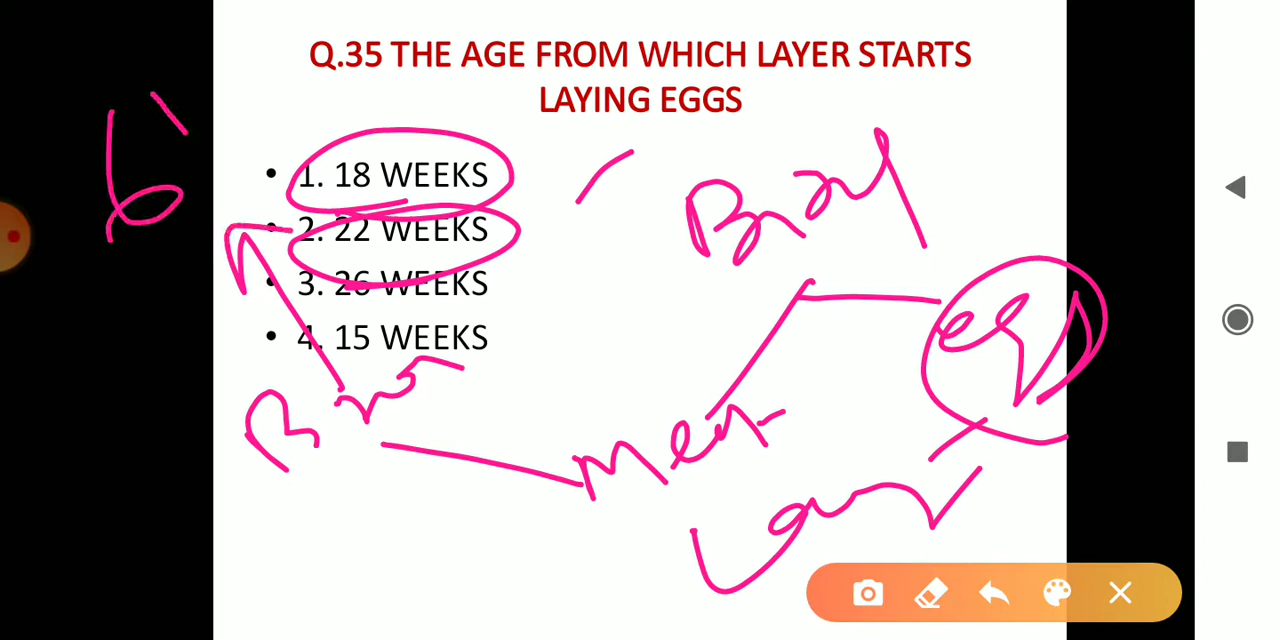 Q.35 THE AGE FROM WHICH LAYER STARTS
LAYING EGGS
• 1. 18 WEEKS
• 2. 22 WEEKS
• 3. 26 WEEKS
• 4. 15 WEEKS
Meat